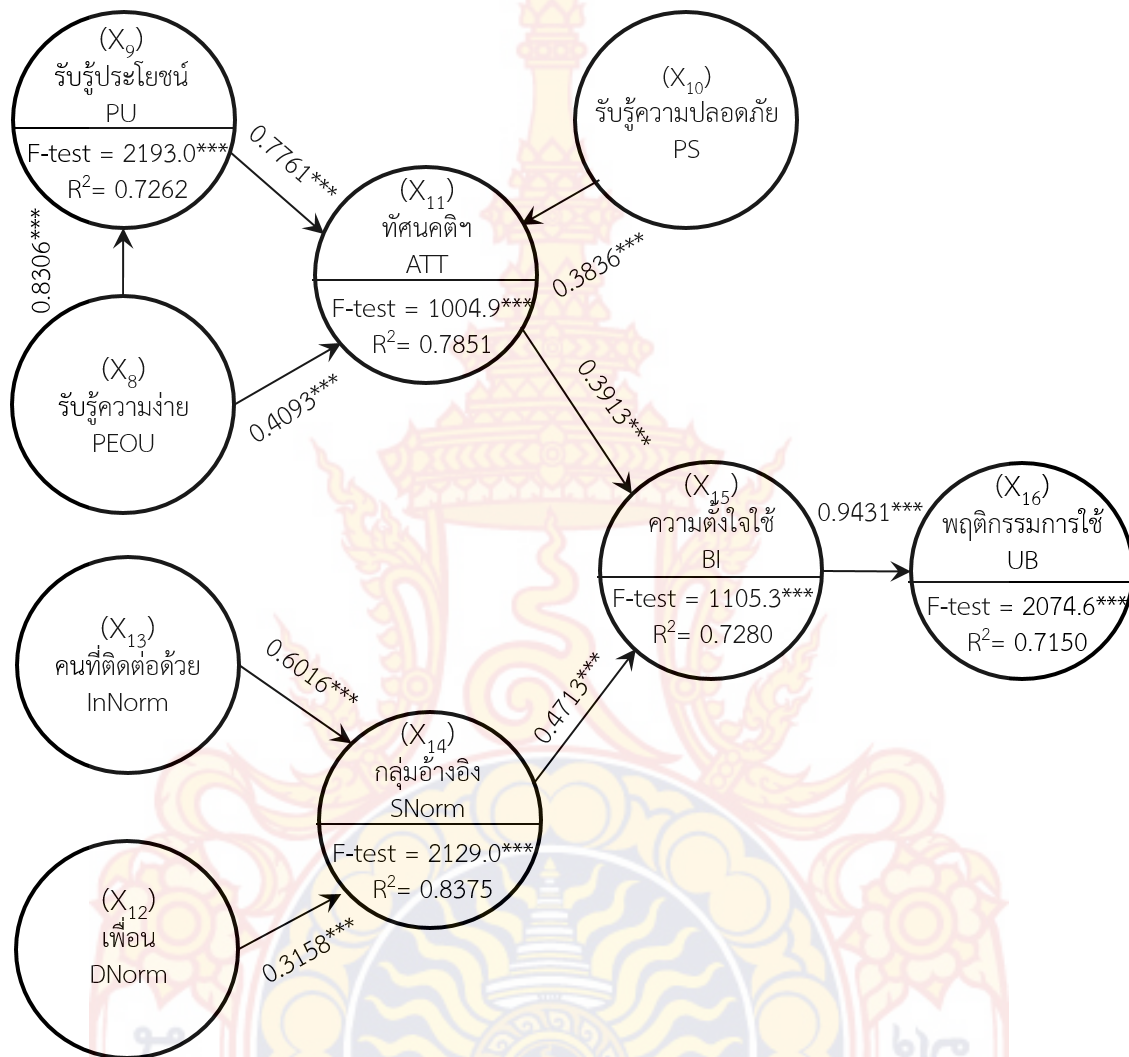 (X9)
รับรู้ประโยชน์
PU
F-test = 2193.0***
R²= 0.7262
0.7761***
(X10)
รับรู้ความปลอดภัย
PS
0.8306***
(X11)
ทัศนคติฯ
ATT
F-test = 1004.9***
R²= 0.7851
0.3836***
(X8)
รับรู้ความง่าย
PEOU
0.4093***
0.3913***
(X15)
ความตั้งใจใช้
BI
F-test = 1105.3***
R²= 0.7280
0.9431***
(X16)
พฤติกรรมการใช้
UB
F-test = 2074.6***
R²= 0.7150
(X13)
คนที่ติดต่อด้วย
InNorm
0.6016***
0.4713***
(X14)
กลุ่มอ้างอิง
SNorm
F-test = 2129.0***
R²= 0.8375
(X12)
เพื่อน
DNorm
0.3158***